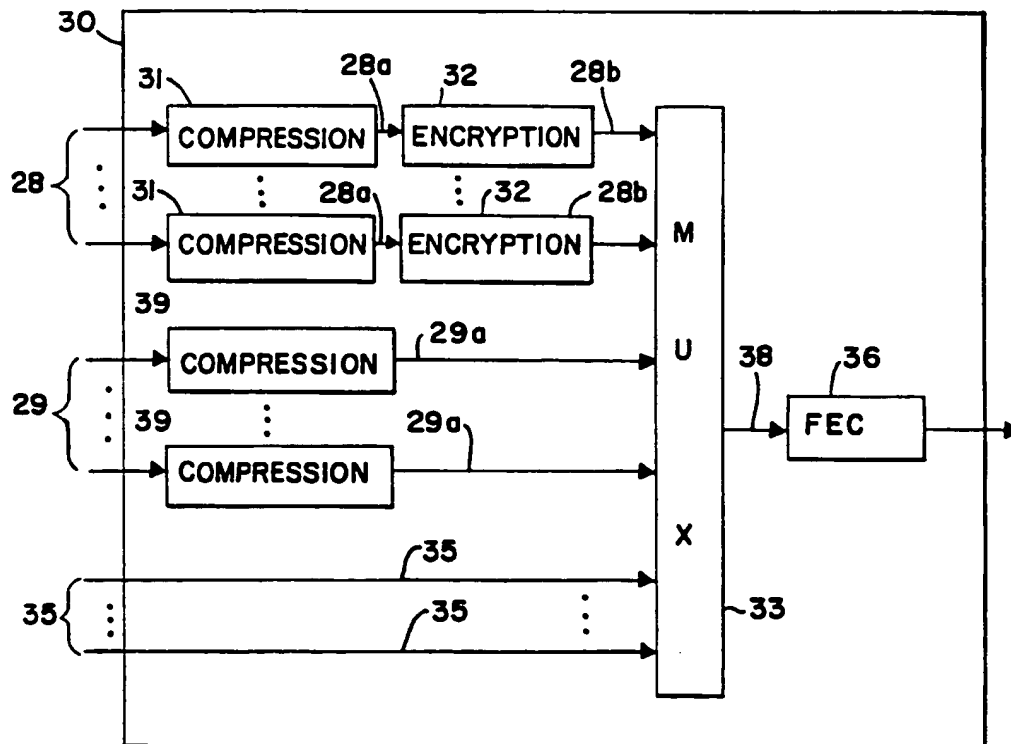 30
31 28a 32 28b
COMPRESSION ENCRYPTION
28 31 28a 32 28b
COMPRESSION ENCRYPTION
M
39
29a
COMPRESSION
U
38 36
29 39
29a
FEC
COMPRESSION
X
35
35 35
33